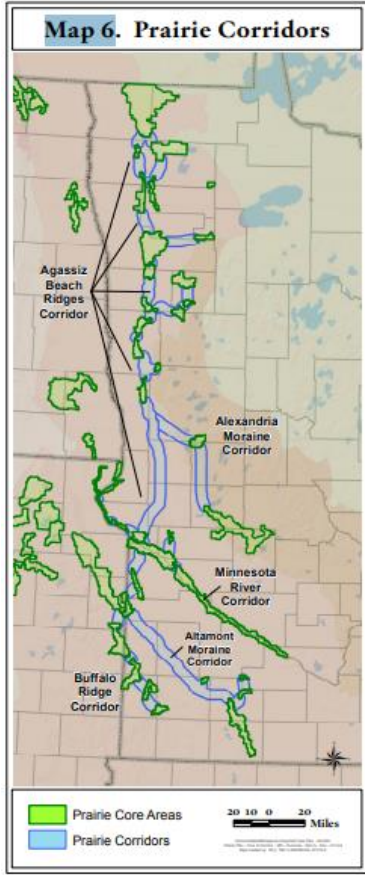 Map 6. Prairie Corridors
Agassiz
Beach
Ridges
Corridor
Alexandria
Moraine
Corridor
Minnesota
River
Corridor
Altamont
Moraine
Corridor
Buffalo
Ridge
Corridor
Prairie Core Areas
Prairie Corridors
20 10 0 20
Miles